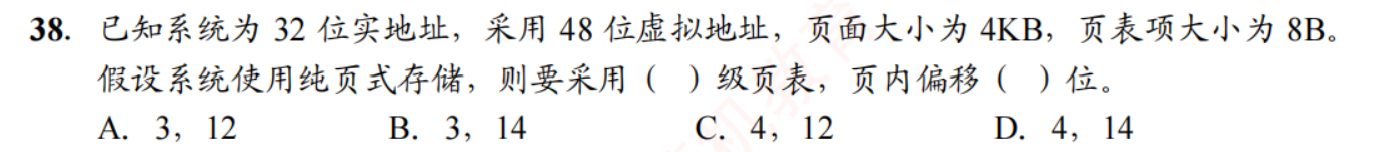 38. 已知系统为 32 位实地址，采用 48 位虚拟地址，页面大小为 4KB，页表项大小为 8B。
假设系统使用纯页式存储，则要采用（ ）级页表，页内偏移（ ）位。
A. 3，12 B. 3，14 C. 4，12 D. 4，14